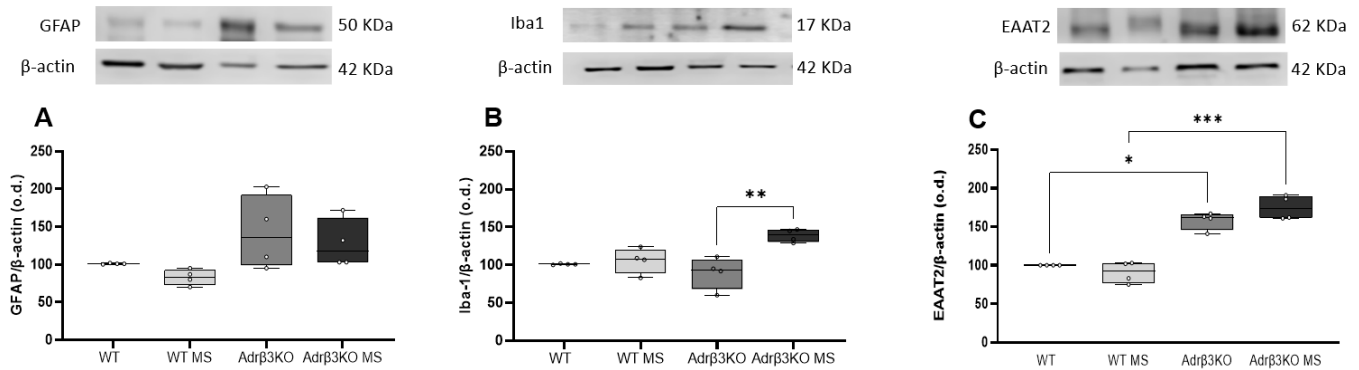 GFAP 50 KDa
β-actin 42 KDa
Iba1 17 KDa
β-actin 42 KDa
EAAT2 62 KDa
β-actin 42 KDa
A
GFAP/β-actin (o.d.)
250
200
150
100
50
0
WT WT MS Adrβ3KO Adrβ3KO MS
B
Iba-1/β-actin (o.d.)
250
200
150
100
50
0
**
WT WT MS Adrβ3KO Adrβ3KO MS
C
EAAT2/β-actin (o.d.)
250
200
150
100
50
0
*
***
WT WT MS Adrβ3KO Adrβ3KO MS